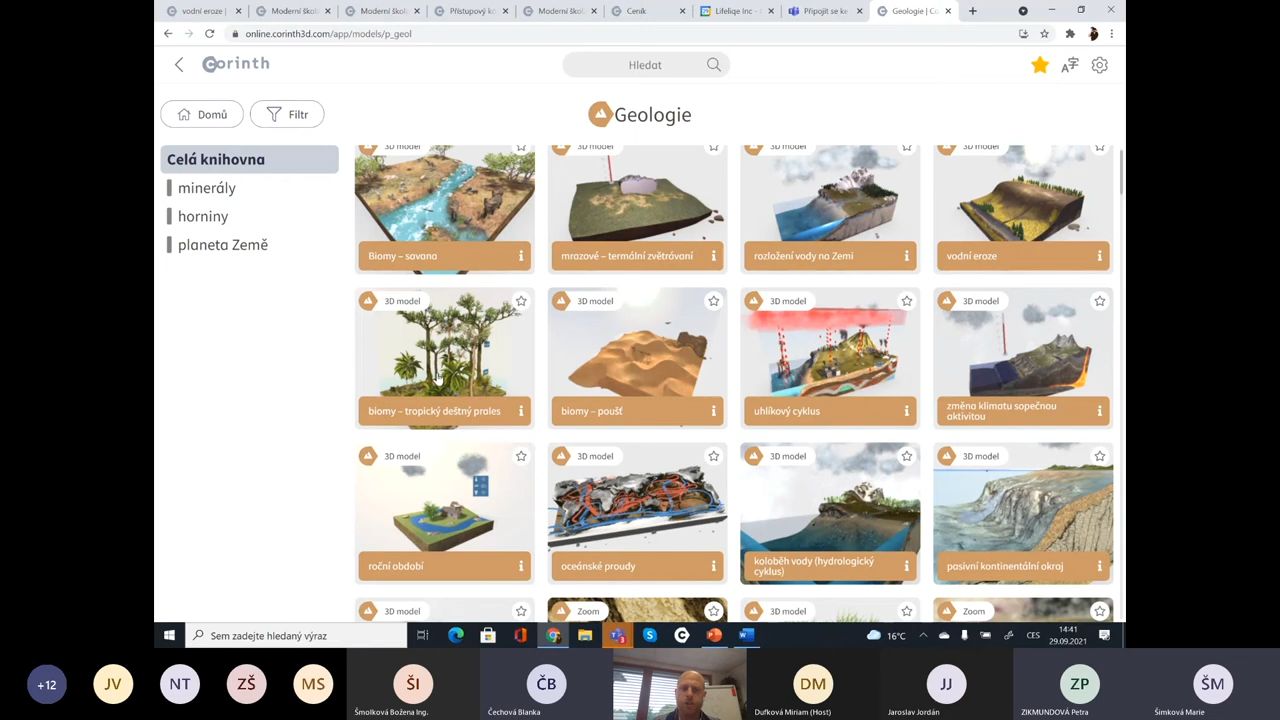 vodní eroze |
Moderní škol
Moderní škol
Přístupový kó
Moderní škol
Ceník
Lifeliqe Inc -
Připojit se ke
Geologie | Co
online.corinth3d.com/app/models/p_geol
Corinth
Hledat
Domů
Filtr
Geologie
Celá knihovna
minerály
horniny
planeta Země
3D model
3D model
3D model
3D model
Biomy – savana
mrazové – termální zvětrávaní
rozložení vody na Zemi
vodní eroze
3D model
3D model
3D model
3D model
biomy – tropický deštný prales
biomy – poušť
uhlíkový cyklus
změna klimatu sopečnou
aktivitou
3D model
3D model
3D model
3D model
roční období
oceánské proudy
koloběh vody (hydrologický
cyklus)
pasivní kontinentální okraj
3D model
Zoom
3D model
Zoom
Sem zadejte hledaný výraz
16°C
CES
14:41
29.09.2021
+12
JV
NT
ZŠ
MS
ŠI
ČB
DM
JJ
ZP
ŠM
Šmolková Božena Ing.
Čechová Blanka
Dufková Miriam (Host)
Jaroslav Jordán
ZIKMUNDOVÁ Petra
Šimková Marie